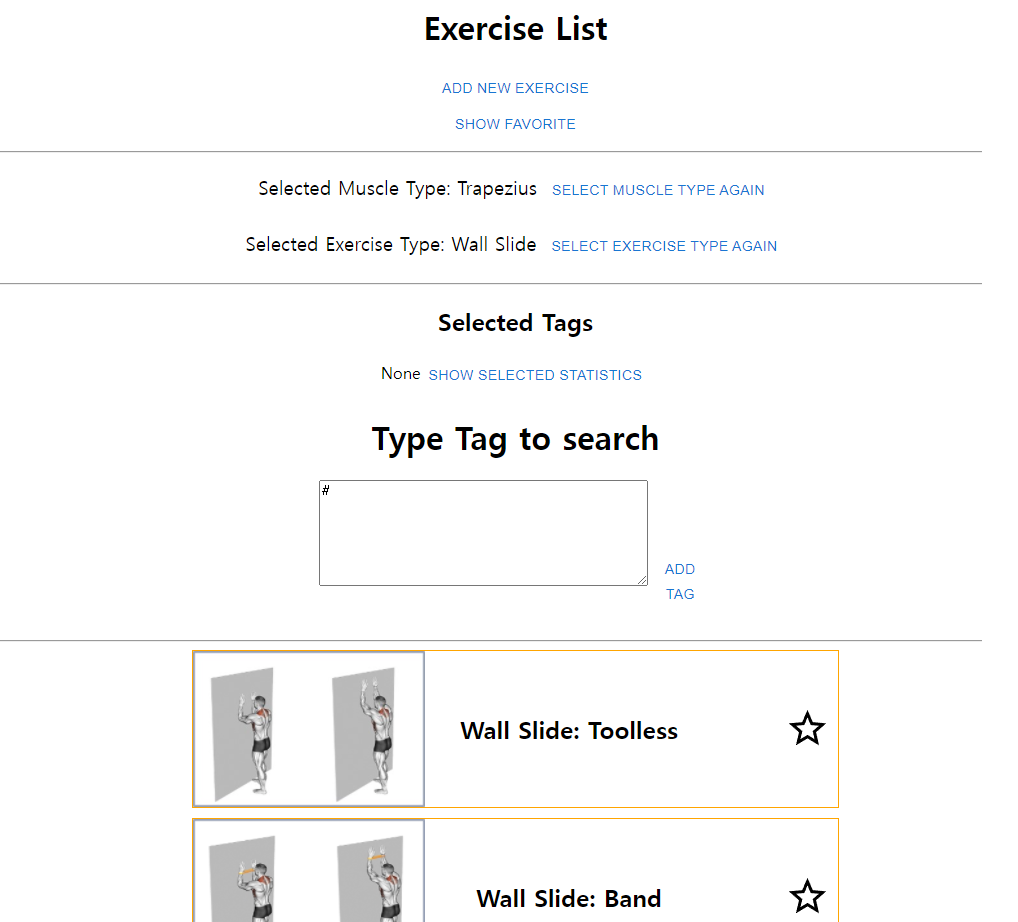 Exercise List
ADD NEW EXERCISE
SHOW FAVORITE
Selected Muscle Type: Trapezius SELECT MUSCLE TYPE AGAIN
Selected Exercise Type: Wall Slide SELECT EXERCISE TYPE AGAIN
Selected Tags
None SHOW SELECTED STATISTICS
Type Tag to search
#
ADD
TAG
Wall Slide: Toolless
Wall Slide: Band